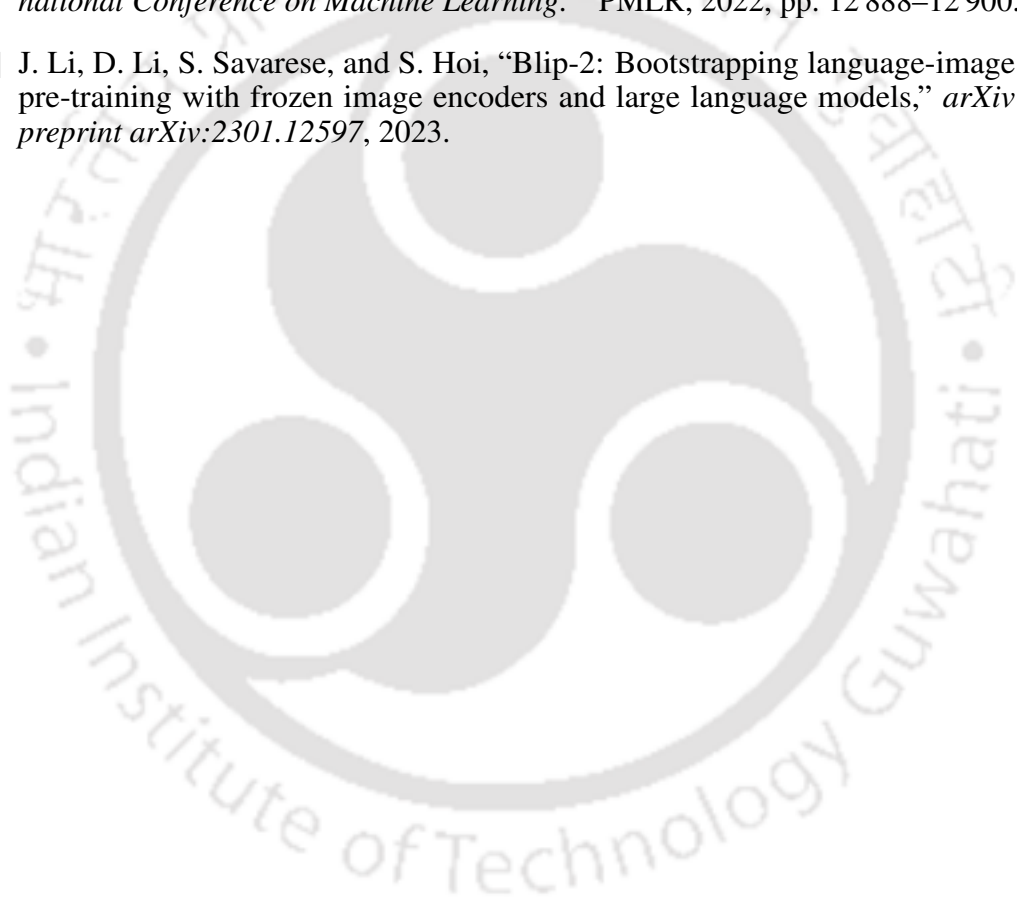 national Conference on Machine Learning. PMLR, 2022, pp. 12 888–12 900.
J. Li, D. Li, S. Savarese, and S. Hoi, “Blip-2: Bootstrapping language-image
pre-training with frozen image encoders and large language models,” arXiv
preprint arXiv:2301.12597, 2023.
• Indian Institute of Technology Guwahati •